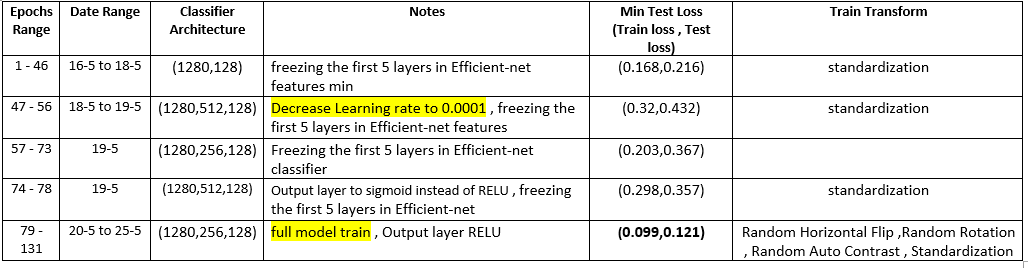 Epochs Range | Date Range | Classifier Architecture | Notes | Min Test Loss (Train loss , Test loss) | Train Transform
1 - 46 | 16-5 to 18-5 | (1280,128) | freezing the first 5 layers in Efficient-net features min | (0.168,0.216) | standardization
47 - 56 | 18-5 to 19-5 | (1280,512,128) | Decrease Learning rate to 0.0001 , freezing the first 5 layers in Efficient-net features | (0.32,0.432) | standardization
57 - 73 | 19-5 | (1280,256,128) | Freezing the first 5 layers in Efficient-net classifier | (0.203,0.367) |
74 - 78 | 19-5 | (1280,512,128) | Output layer to sigmoid instead of RELU , freezing the first 5 layers in Efficient-net | (0.298,0.357) | standardization
79 - 131 | 20-5 to 25-5 | (1280,256,128) | full model train , Output layer RELU | (0.099,0.121) | Random Horizontal Flip ,Random Rotation , Random Auto Contrast , Standardization